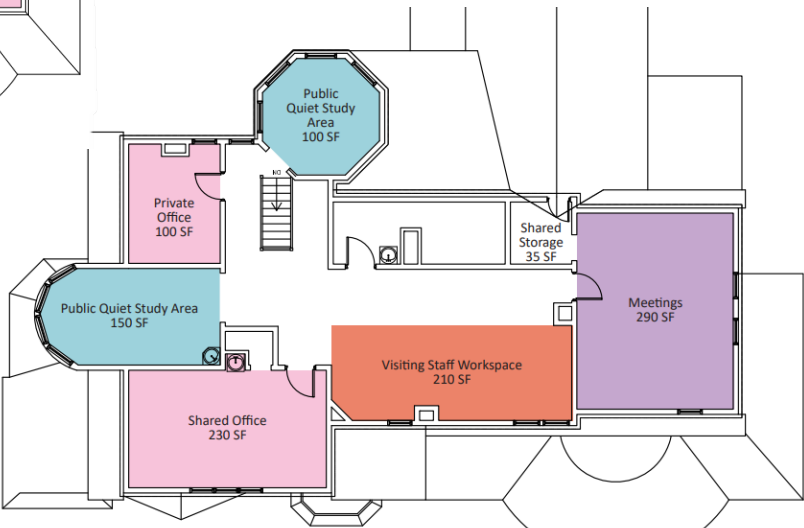 Public
Quiet Study
Area
100 SF
DN
Private
Office
100 SF
Shared
Storage
35 SF
Public Quiet Study Area
150 SF
Meetings
290 SF
Visiting Staff Workspace
210 SF
Shared Office
230 SF